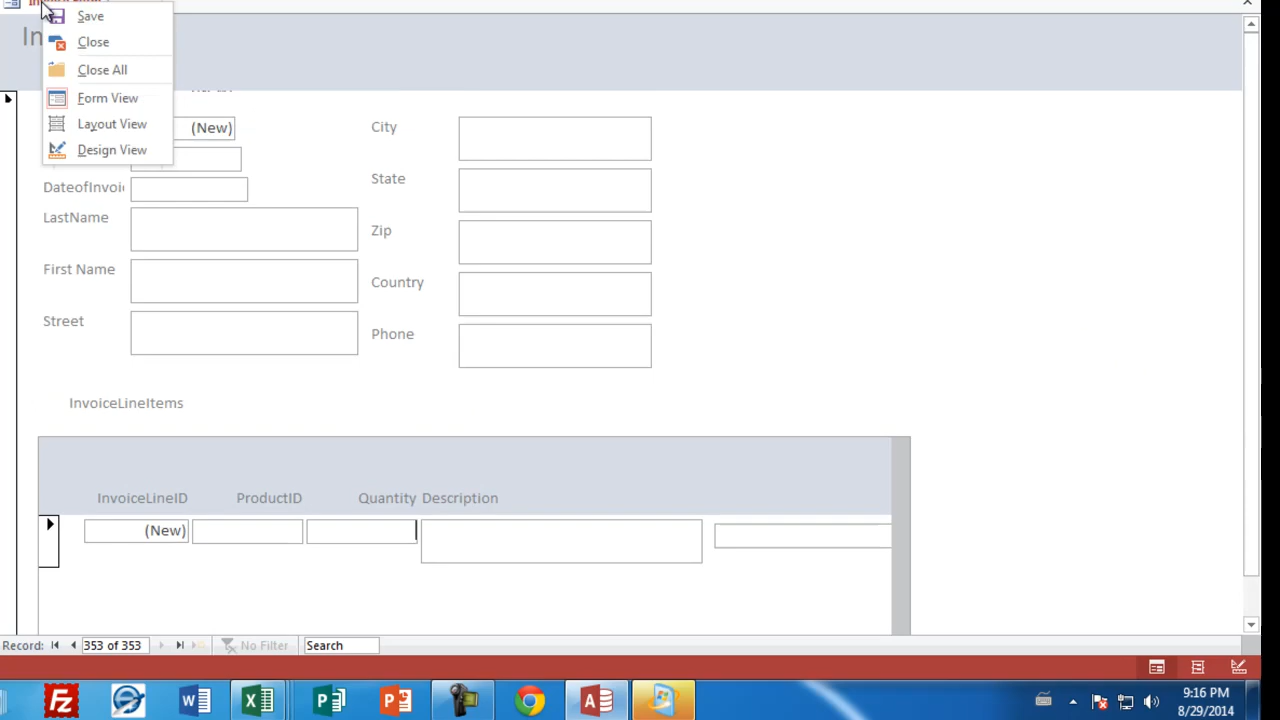 Save
Close
Close All
Form View
Layout View
Design View
In
(New)
City
State
DateofInvoi
LastName
Zip
First Name
Country
Street
Phone
InvoiceLineItems
InvoiceLineID ProductID Quantity Description
(New)
Record: 353 of 353 No Filter Search
9:16 PM
8/29/2014